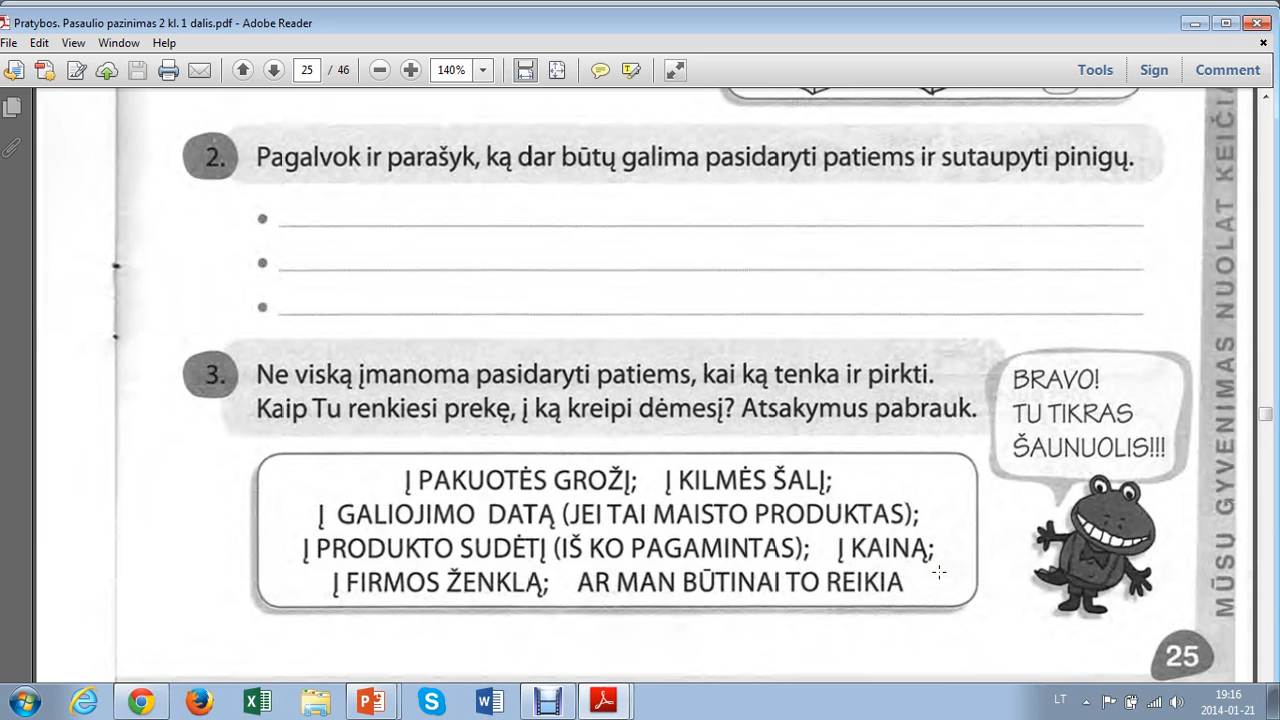 Pratybos. Pasaulio pazinimas 2 kl. 1 dalis.pdf - Adobe Reader
File Edit View Window Help
25 / 46 140% Tools Sign Comment
2. Pagalvok ir parašyk, ką dar būtų galima pasidaryti patiems ir sutaupyti pinigų.
3. Ne viską įmanoma pasidaryti patiems, kai ką tenka ir pirkti.
Kaip Tu renkiesi prekę, į ką kreipi dėmesį? Atsakymus pabrauk.
BRAVO!
TU TIKRAS
ŠAUNUOLIS!!!
Į PAKUOTĖS GROŽĮ; Į KILMĖS ŠALĮ;
Į GALIOJIMO DATĄ (JEI TAI MAISTO PRODUKTAS);
Į PRODUKTO SUDĖTĮ (IŠ KO PAGAMINTAS); Į KAINĄ;
Į FIRMOS ŽENKLĄ; AR MAN BŪTINAI TO REIKIA
MŪSŲ GYVENIMAS NUOLAT KEIČIA
25
LT
19:16
2014-01-21